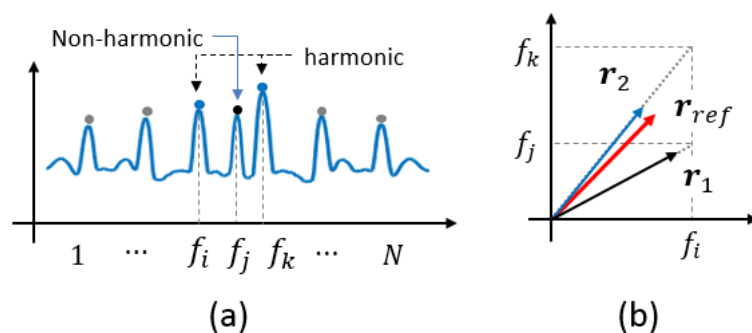 Non-harmonic
harmonic
1 ⋯ f_i f_j f_k ⋯ N
(a)
f_k
r_2
r_ref
f_j
r_1
f_i
(b)